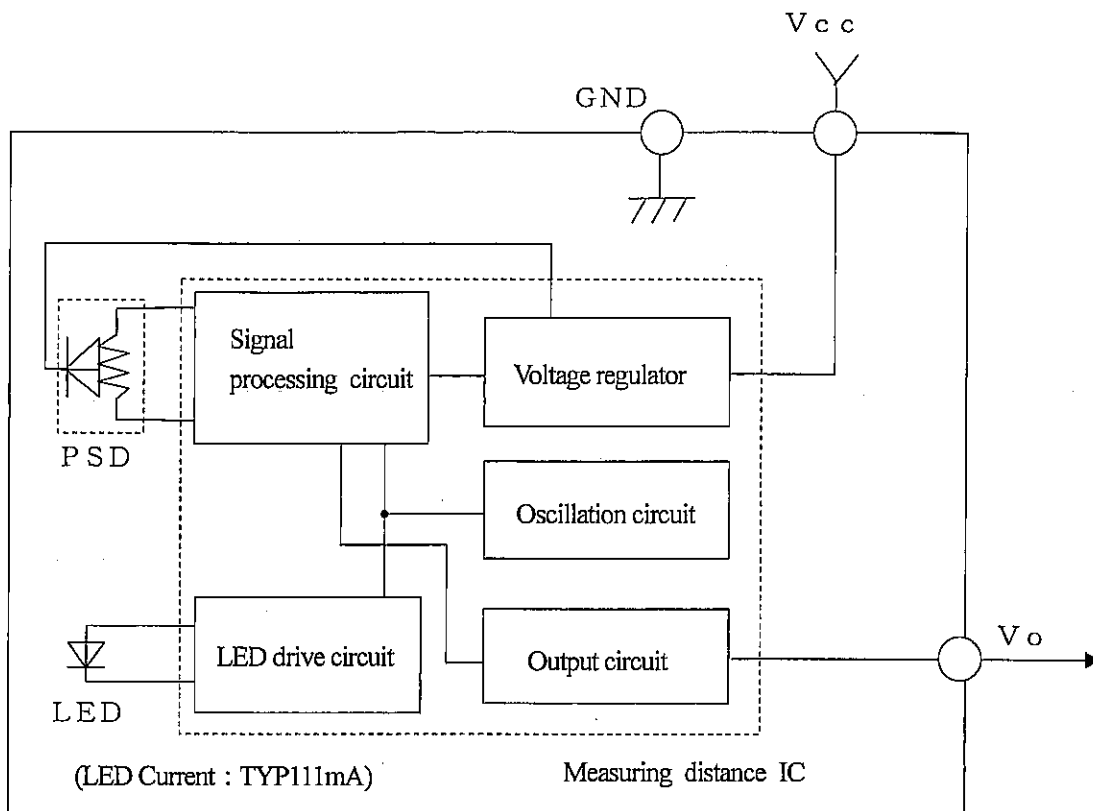 Vcc
GND
Signal
processing circuit
Voltage regulator
PSD
Oscillation circuit
LED drive circuit
Output circuit
Vo
LED
(LED Current : TYP111mA)
Measuring distance IC